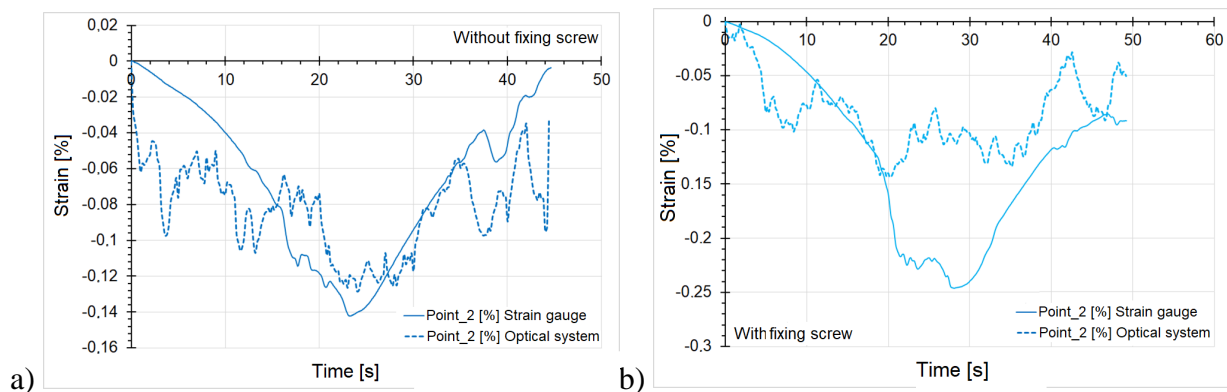 0,02
0
-0.02
-0.04
-0.06
-0.08
-0.1
-0.12
-0.14
-0,16
0 10 20 30 40 50
Without fixing screw
Strain [%]
Point_2 [%] Strain gauge
Point_2 [%] Optical system
Time [s]
a)
0
-0.05
-0.1
-0.15
-0.2
-0.25
-0.3
0 10 20 30 40 50 60
Strain [%]
Point_2 [%] Strain gauge
Point_2 [%] Optical system
With fixing screw
Time [s]
b)